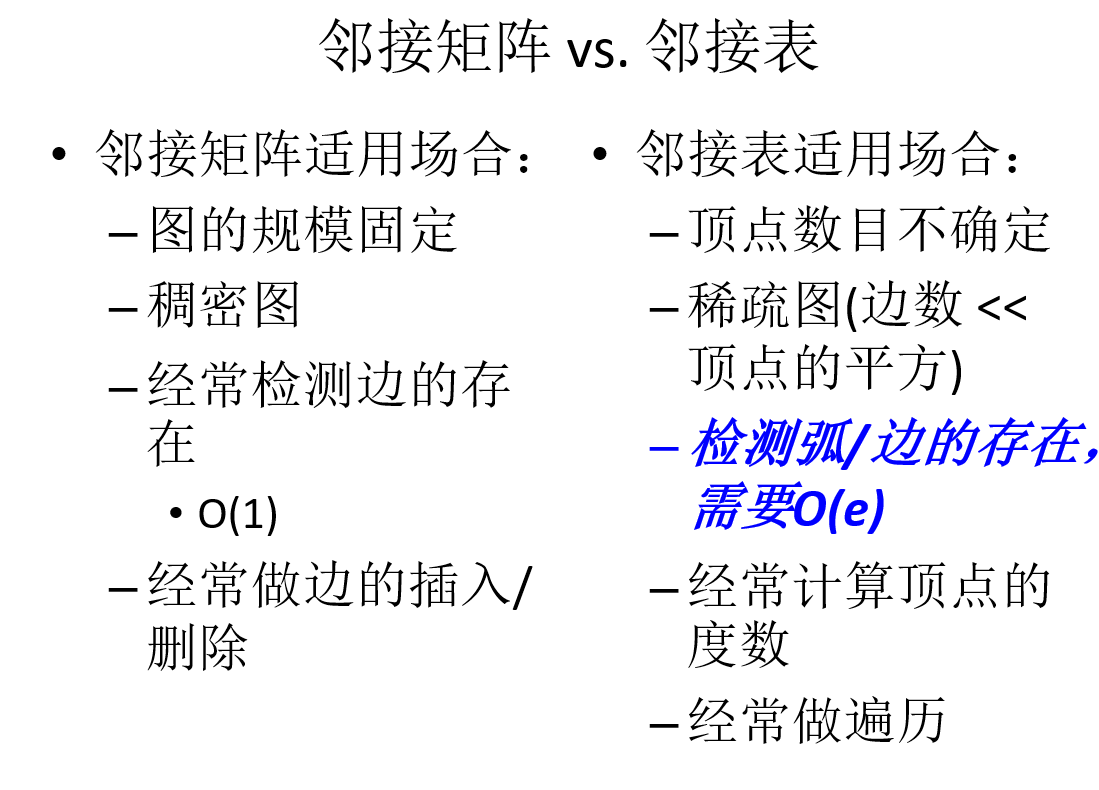 邻接矩阵 vs. 邻接表
• 邻接矩阵适用场合：
–图的规模固定
–稠密图
–经常检测边的存
在
• O(1)
–经常做边的插入/
删除
• 邻接表适用场合：
–顶点数目不确定
–稀疏图(边数 <<
顶点的平方)
–检测弧/边的存在，
需要O(e)
–经常计算顶点的
度数
–经常做遍历